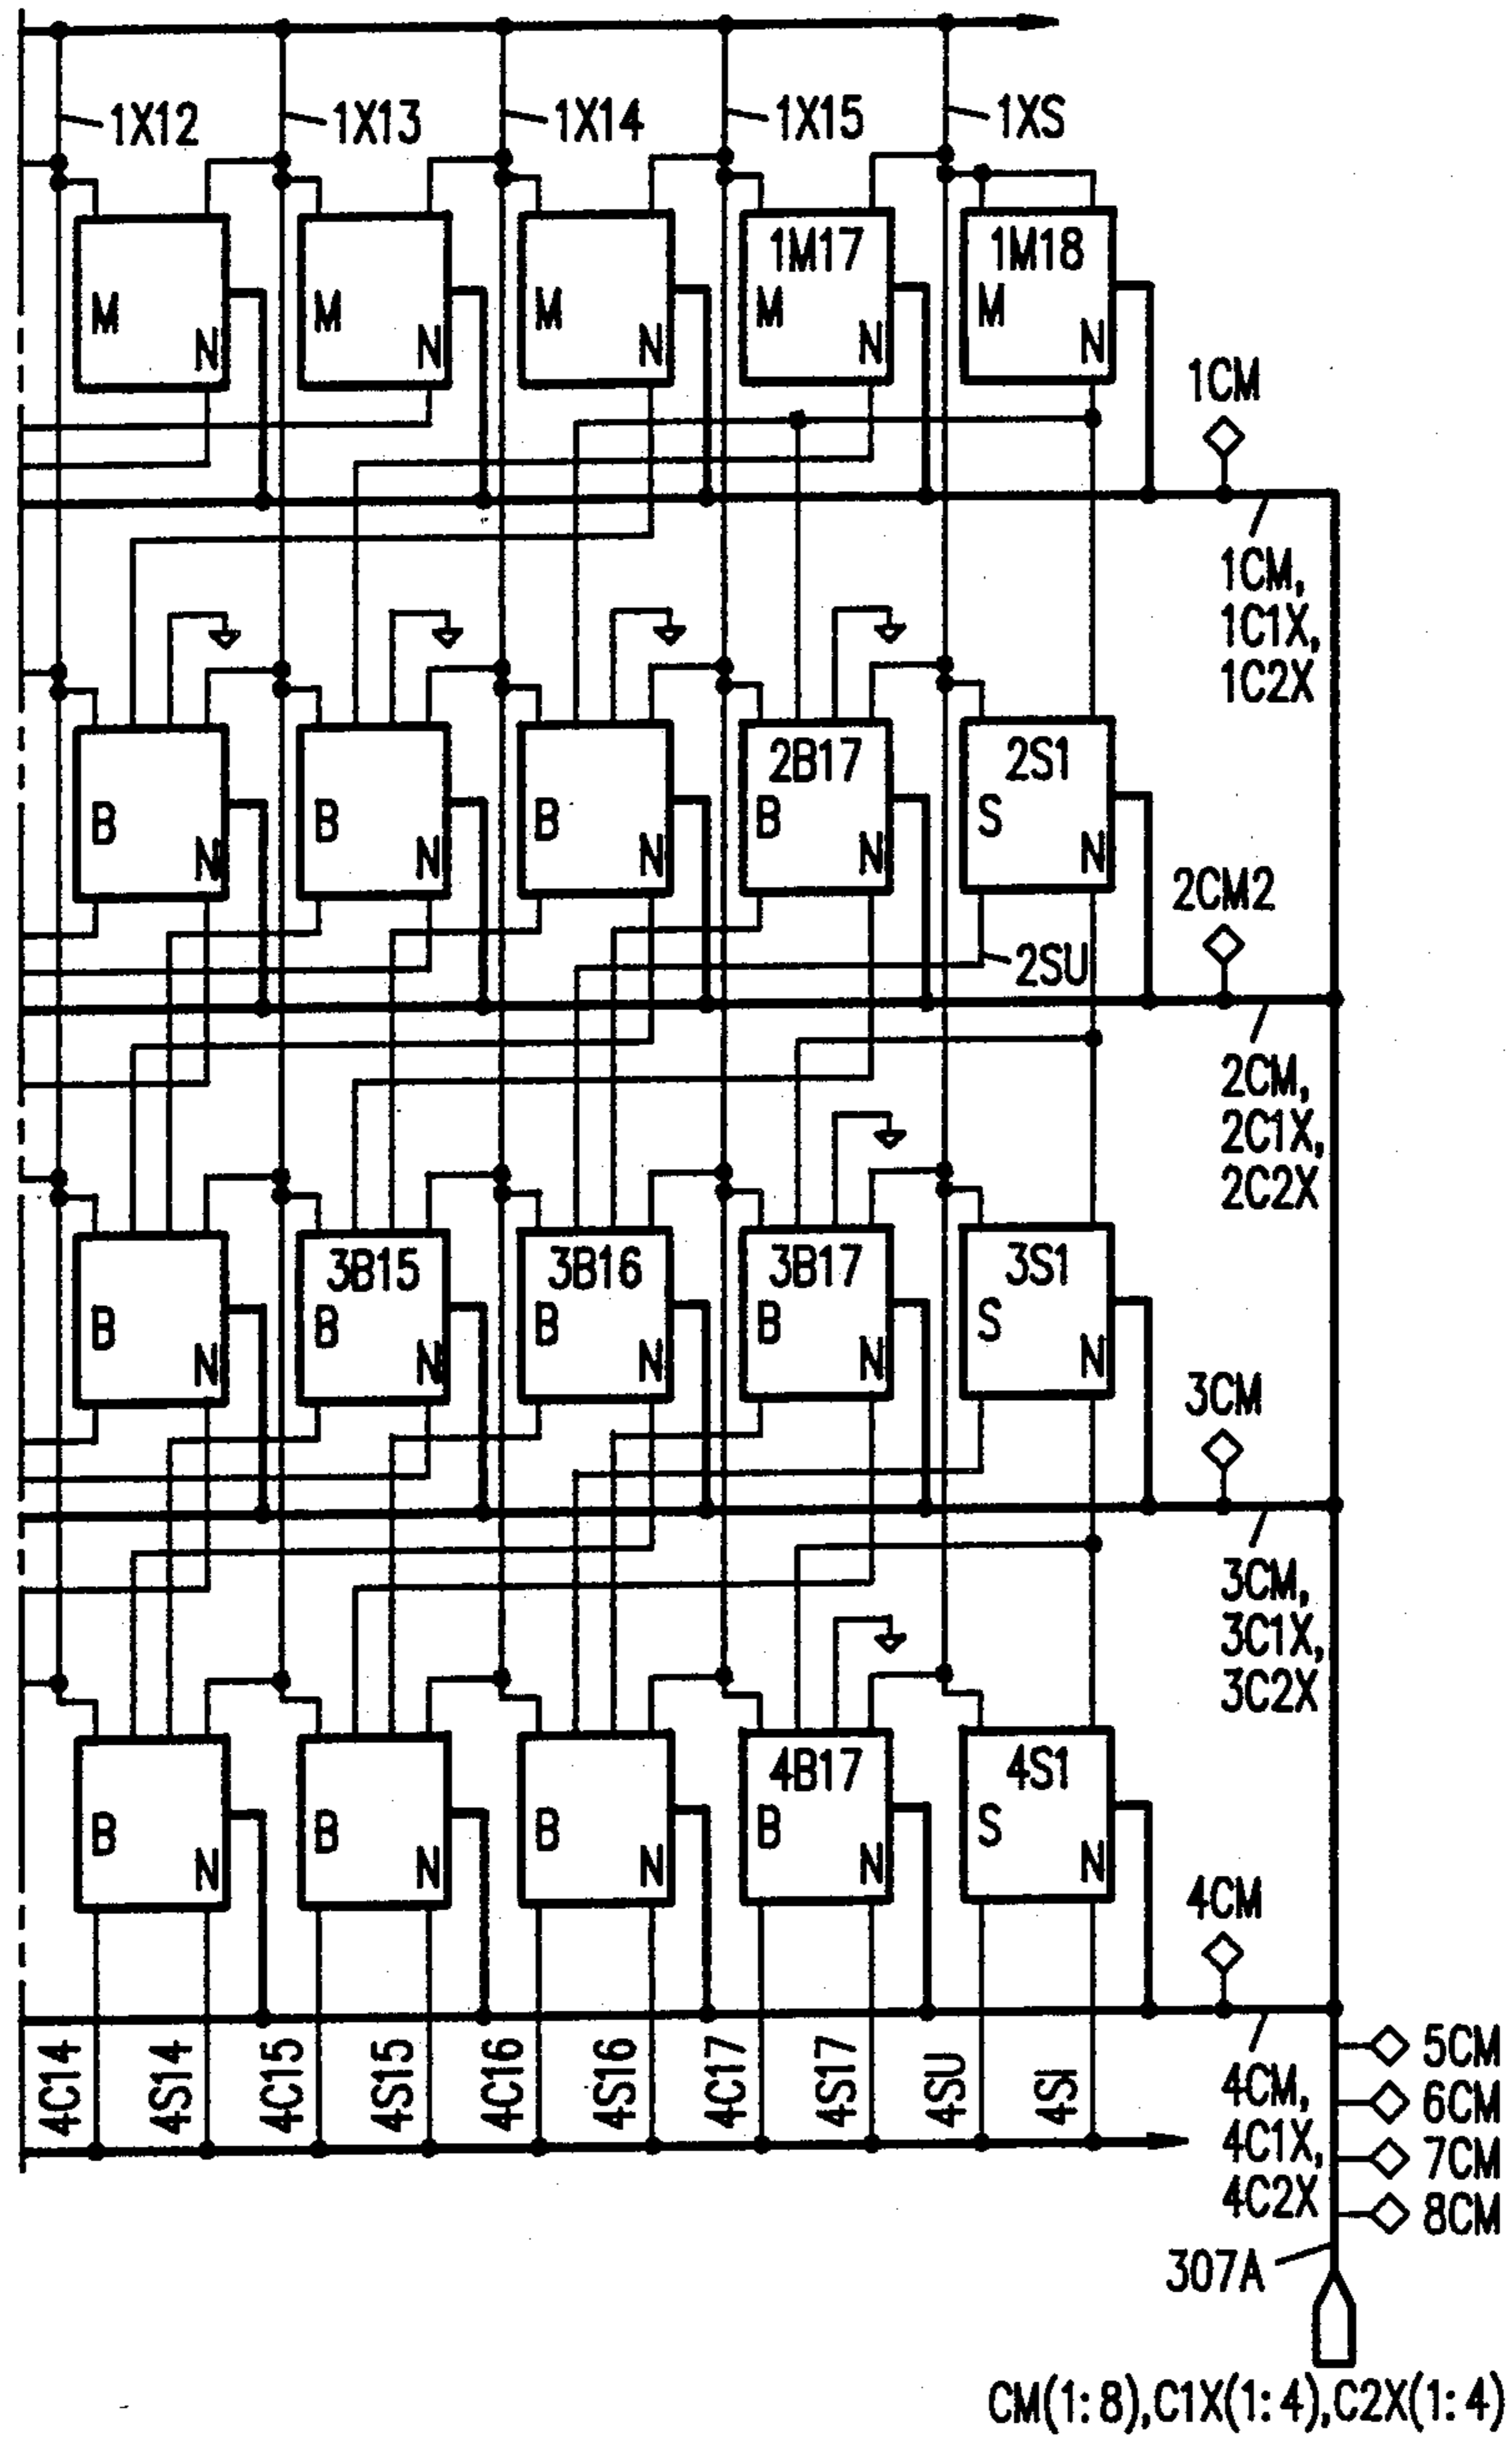 1X12 1X13 1X14 1X15 1XS
1M17 1M18
M M M M M
N N N N N
1CM
1CM,
1C1X,
1C2X
2B17 2S1
B B B B S
N N N N N
2CM2
2SU
2CM,
2C1X,
2C2X
3B15 3B16 3B17 3S1
B B B B S
N N N N N
3CM
3CM,
3C1X,
3C2X
4B17 4S1
B B B B S
N N N N N
4CM
4C14 4S14 4C15 4S15 4C16 4S16 4C17 4S17 4SU 4SI
4CM,
4C1X,
4C2X
5CM
6CM
7CM
8CM
307A
CM(1:8),C1X(1:4),C2X(1:4)